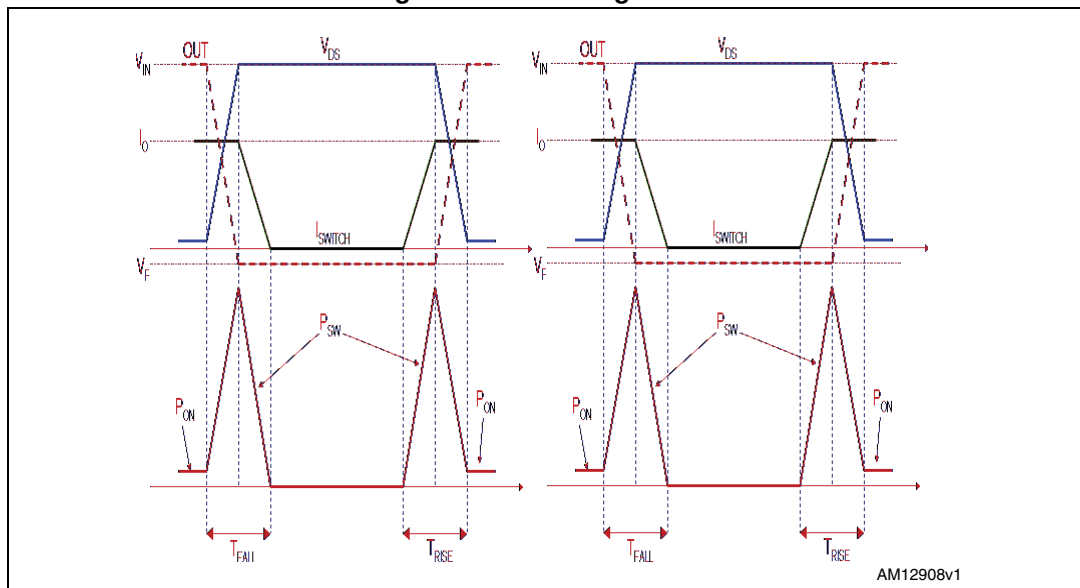 OUT
V_DS
V_IN
I_O
I_SWITCH
V_F
P_SW
P_ON
P_ON
T_FALL
T_RISE
OUT
V_DS
V_IN
I_O
I_SWITCH
V_F
P_SW
P_ON
P_ON
T_FALL
T_RISE
AM12908v1